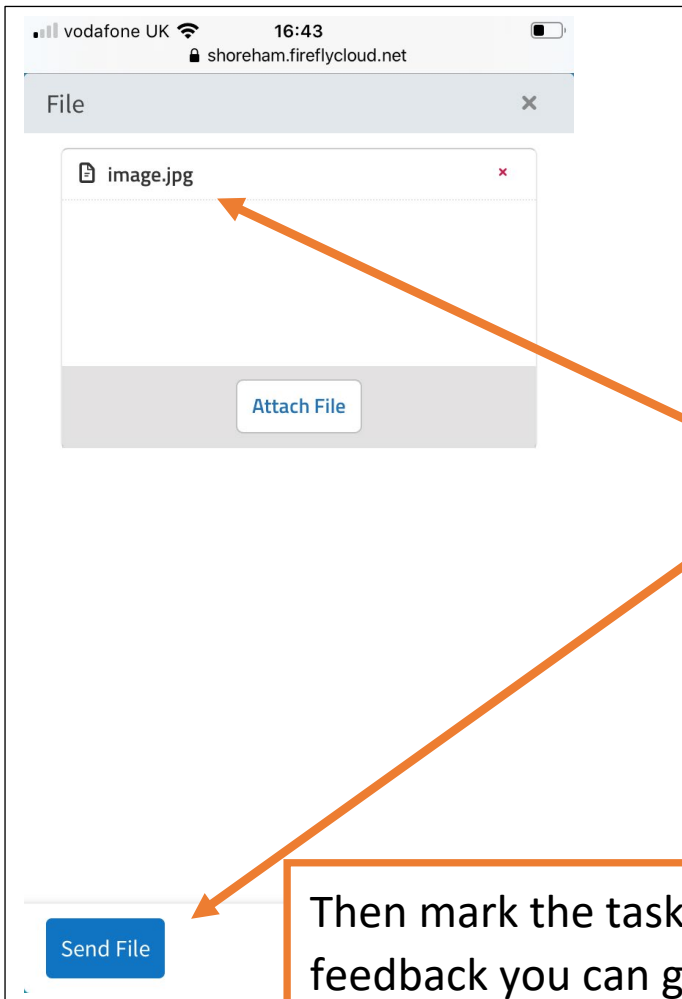 vodafone UK 16:43
shoreham.fireflycloud.net
File ×
image.jpg ×
Attach File
Send File
Then mark the task
feedback you can g